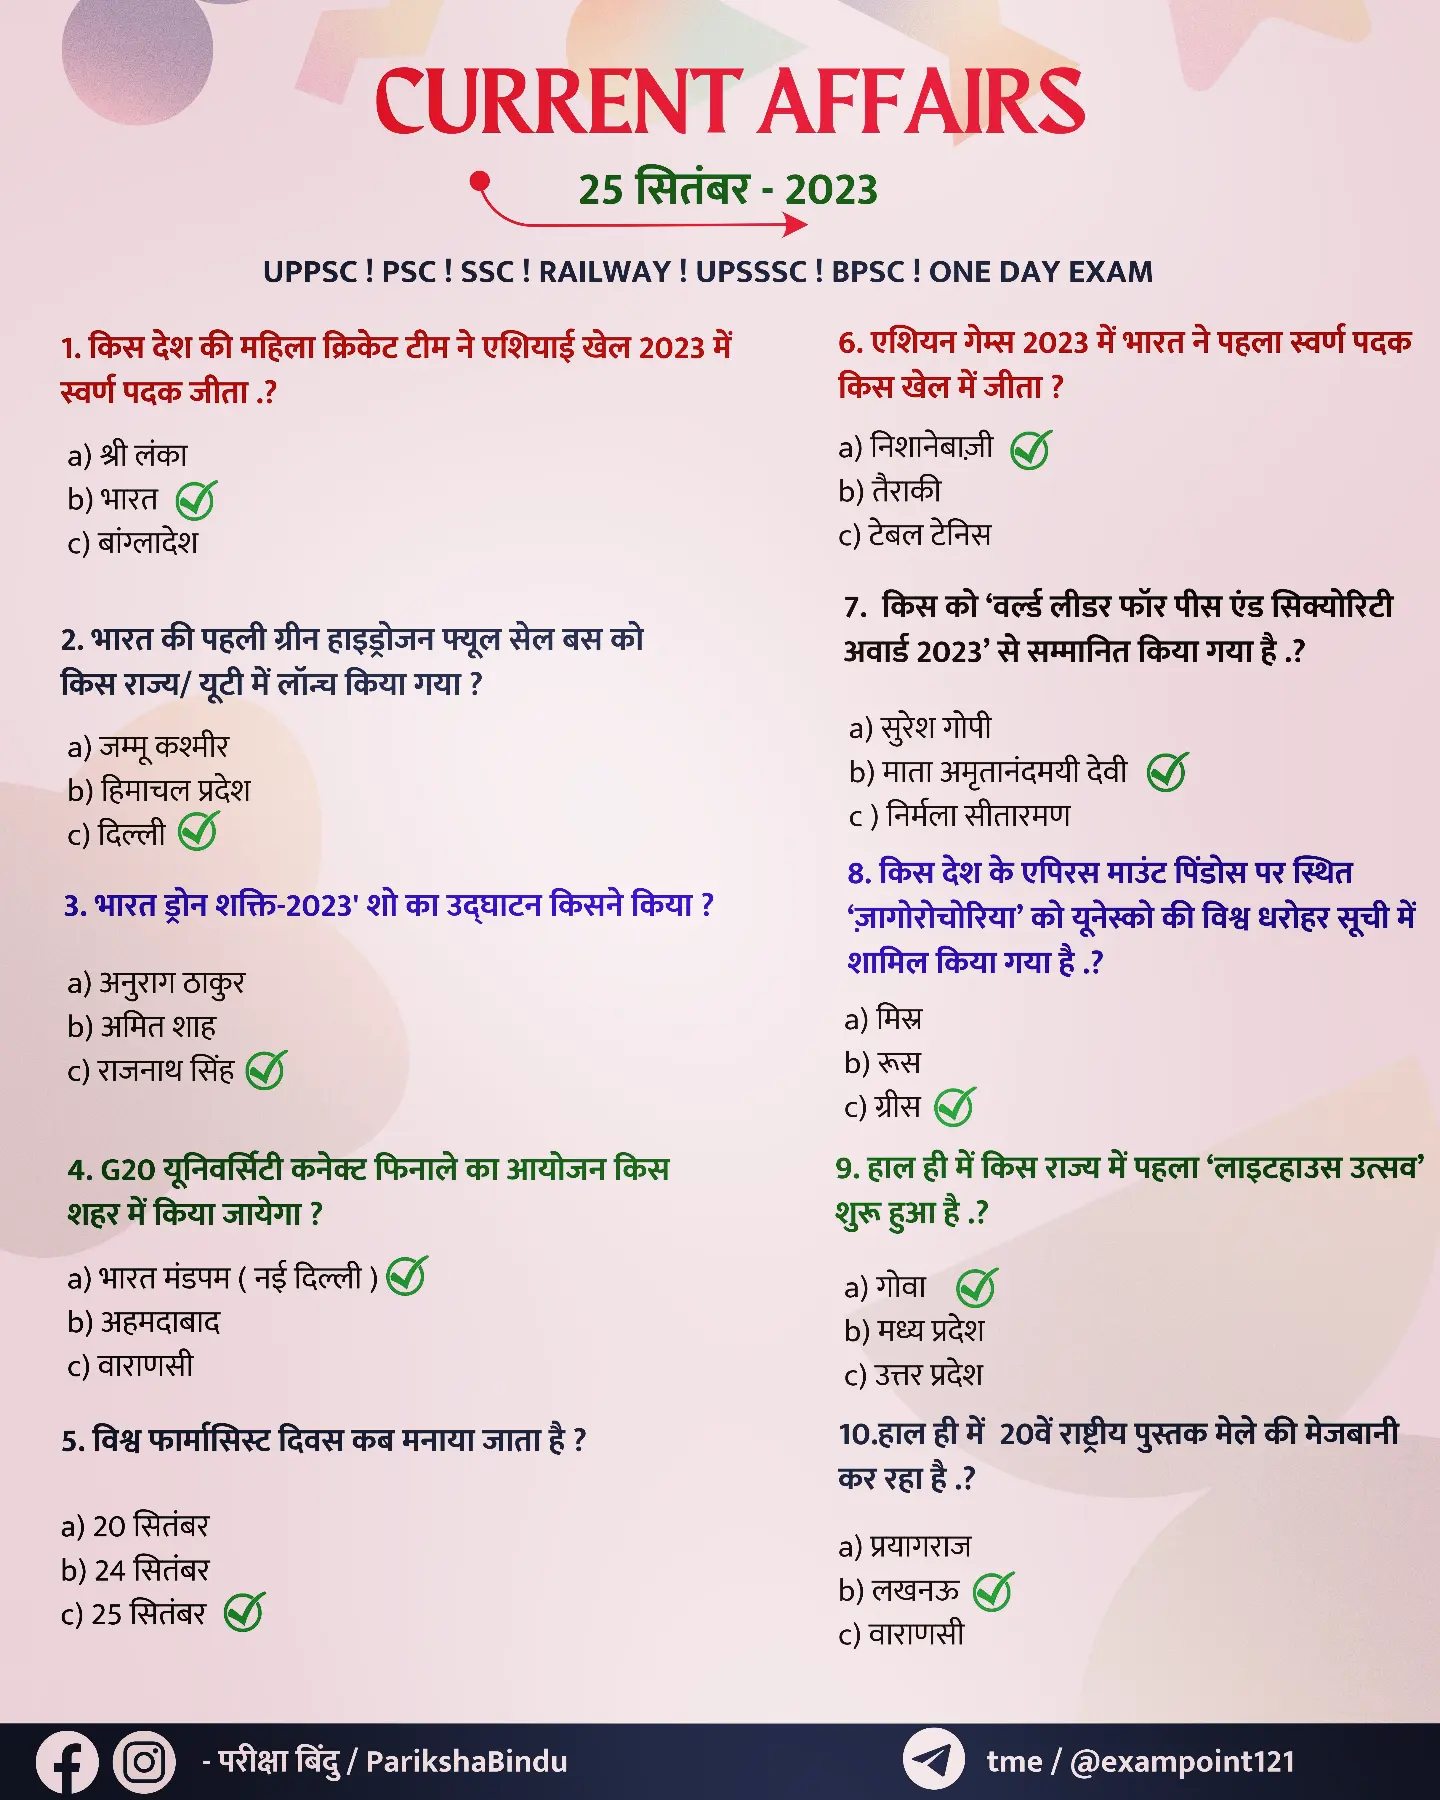 CURRENT AFFAIRS
25 सितंबर - 2023
UPPSC ! PSC ! SSC ! RAILWAY ! UPSSSC ! BPSC ! ONE DAY EXAM
1. किस देश की महिला क्रिकेट टीम ने एशियाई खेल 2023 में
स्वर्ण पदक जीता .?
a) श्री लंका
b) भारत
c) बांग्लादेश
2. भारत की पहली ग्रीन हाइड्रोजन फ्यूल सेल बस को
किस राज्य/ यूटी में लॉन्च किया गया ?
a) जम्मू कश्मीर
b) हिमाचल प्रदेश
c) दिल्ली
3. भारत ड्रोन शक्ति-2023' शो का उद्घाटन किसने किया ?
a) अनुराग ठाकुर
b) अमित शाह
c) राजनाथ सिंह
4. G20 यूनिवर्सिटी कनेक्ट फिनाले का आयोजन किस
शहर में किया जायेगा ?
a) भारत मंडपम ( नई दिल्ली )
b) अहमदाबाद
c) वाराणसी
5. विश्व फार्मासिस्ट दिवस कब मनाया जाता है ?
a) 20 सितंबर
b) 24 सितंबर
c) 25 सितंबर
6. एशियन गेम्स 2023 में भारत ने पहला स्वर्ण पदक
किस खेल में जीता ?
a) निशानेबाज़ी
b) तैराकी
c) टेबल टेनिस
7. किस को ‘वर्ल्ड लीडर फॉर पीस एंड सिक्योरिटी
अवार्ड 2023’ से सम्मानित किया गया है .?
a) सुरेश गोपी
b) माता अमृतानंदमयी देवी
c ) निर्मला सीतारमण
8. किस देश के एपिरस माउंट पिंडोस पर स्थित
‘ज़ागोरोचोरिया’ को यूनेस्को की विश्व धरोहर सूची में
शामिल किया गया है .?
a) मिस्र
b) रूस
c) ग्रीस
9. हाल ही में किस राज्य में पहला ‘लाइटहाउस उत्सव’
शुरू हुआ है .?
a) गोवा
b) मध्य प्रदेश
c) उत्तर प्रदेश
10.हाल ही में 20वें राष्ट्रीय पुस्तक मेले की मेजबानी
कर रहा है .?
a) प्रयागराज
b) लखनऊ
c) वाराणसी
- परीक्षा बिंदु / ParikshaBindu
tme / @exampoint121